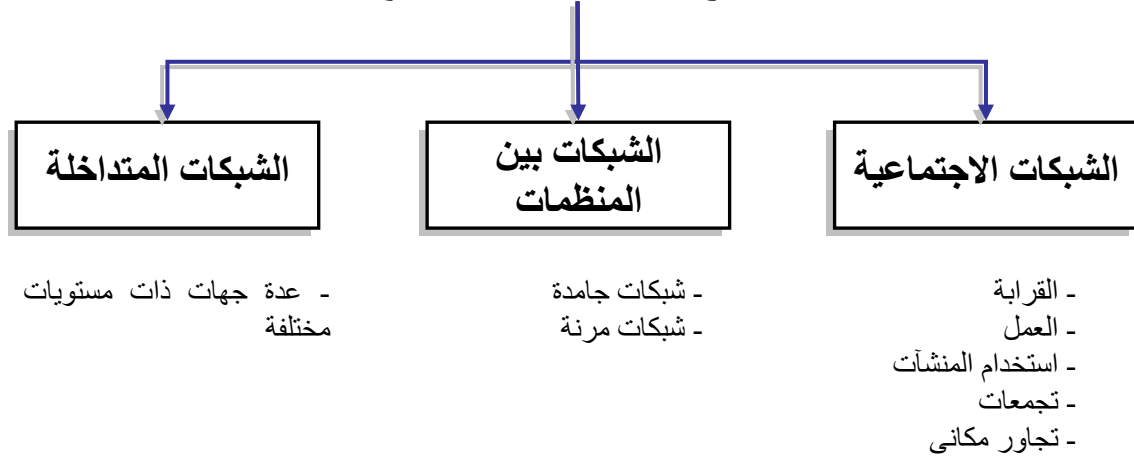 الشبكات الاجتماعية
الشبكات بين
المنظمات
الشبكات المتداخلة
- القرابة
- العمل
- استخدام المنشآت
- تجمعات
- تجاور مكانى
- شبكات جامدة
- شبكات مرنة
- عدة جهات ذات مستويات
مختلفة